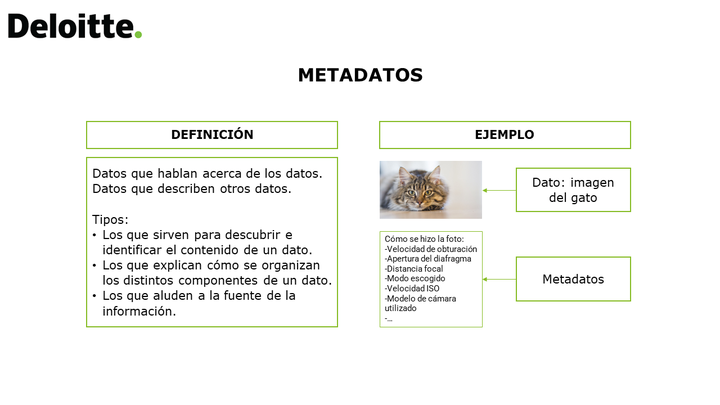 Deloitte.
METADATOS
DEFINICIÓN
Datos que hablan acerca de los datos.
Datos que describen otros datos.
Tipos:
• Los que sirven para descubrir e
identificar el contenido de un dato.
• Los que explican cómo se organizan
los distintos componentes de un dato.
• Los que aluden a la fuente de la
información.
EJEMPLO
Dato: imagen
del gato
Cómo se hizo la foto:
-Velocidad de obturación
-Apertura del diafragma
-Distancia focal
-Modo escogido
-Velocidad ISO
-Modelo de cámara
utilizado
-...
Metadatos